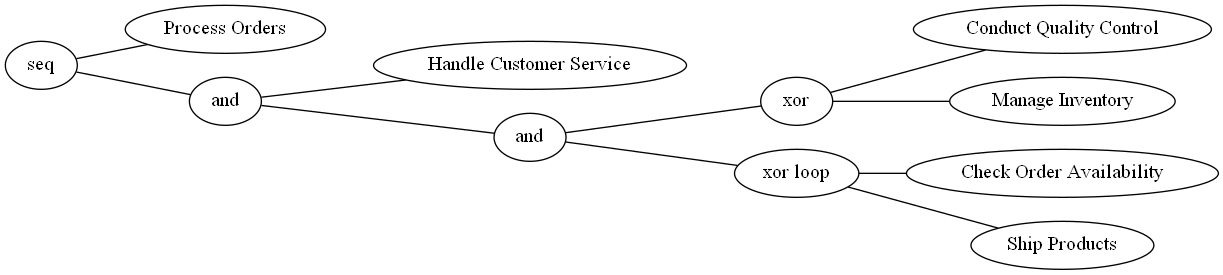 seq
Process Orders
and
Handle Customer Service
and
xor
Conduct Quality Control
Manage Inventory
xor loop
Check Order Availability
Ship Products